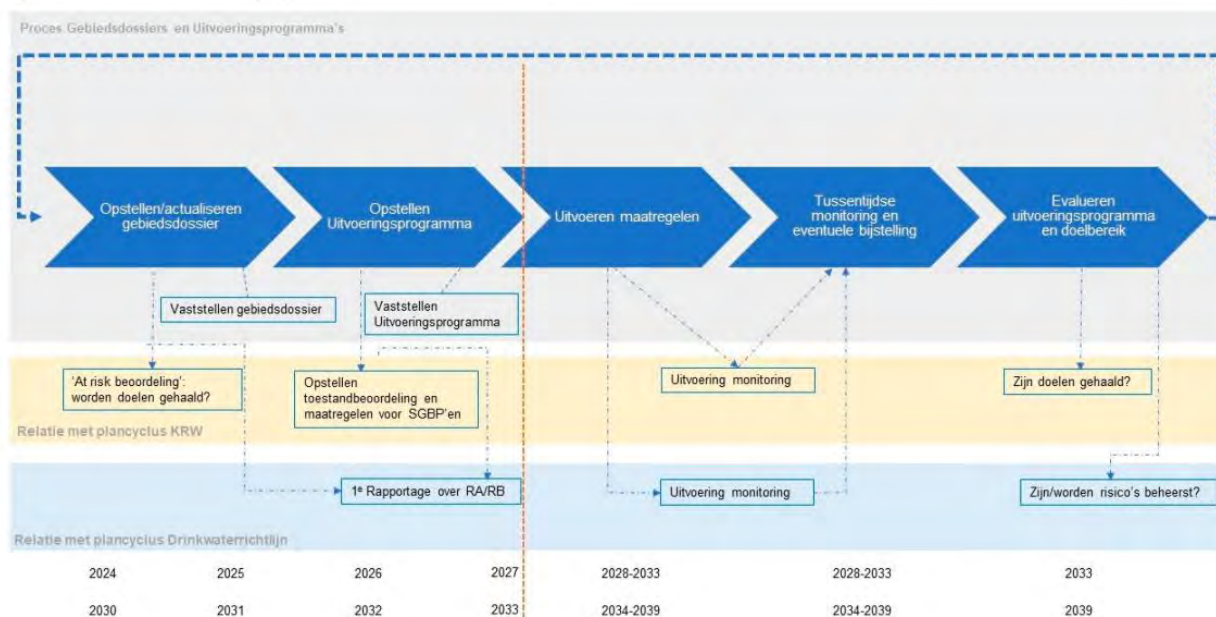 Proces Gebiedsdossiers en Uitvoeringsprogramma's
Opstellen/actualiseren
gebiedsdossier
Opstellen
Uitvoeringsprogramma
Uitvoeren maatregelen
Tussentijdse
monitoring en
eventuele bijstelling
Evalueren
uitvoeringsprogramma
en doelbereik
Vaststellen gebiedsdossier
Vaststellen
Uitvoeringsprogramma
'At risk beoordeling':
worden doelen gehaald?
Opstellen
toestandbeoordeling en
maatregelen voor SGBP'en
Uitvoering monitoring
Zijn doelen gehaald?
Relatie met plancyclus KRW
1e Rapportage over RA/RB
Uitvoering monitoring
Zijn/worden risico's beheerst?
Relatie met plancyclus Drinkwaterrichtlijn
2024 2025 2026 2027 2028-2033 2028-2033 2033
2030 2031 2032 2033 2034-2039 2034-2039 2039